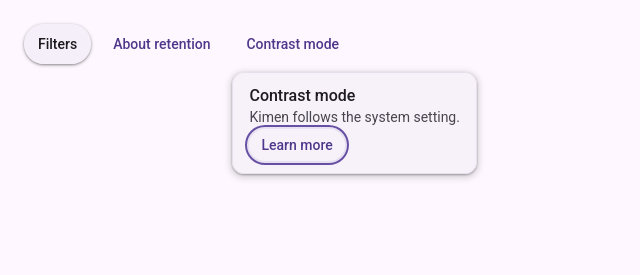 Filters
About retention
Contrast mode
Contrast mode
Kimen follows the system setting.
Learn more